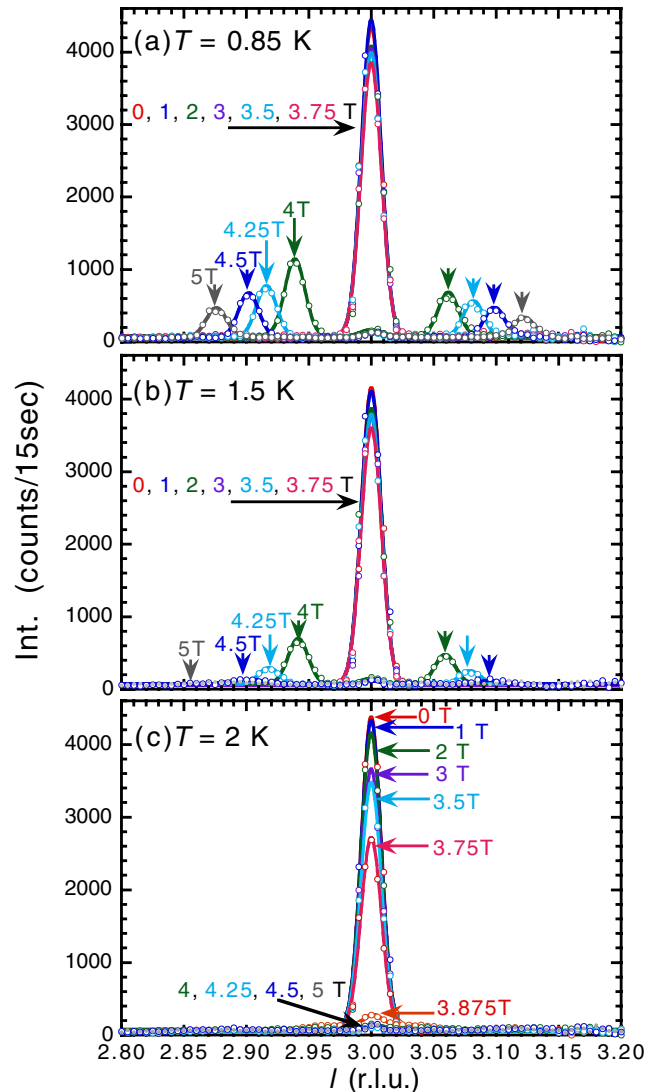 (a) T = 0.85 K
4000
0, 1, 2, 3, 3.5, 3.75 T
3000
2000
4T
4.25T
4.5T
5T
1000
0
(b) T = 1.5 K
4000
0, 1, 2, 3, 3.5, 3.75 T
3000
2000
4T
4.25T
4.5T
5T
1000
0
Int. (counts/15sec)
(c) T = 2 K
0 T
1 T
2 T
3 T
3.5T
3.75T
4000
3000
2000
1000
4, 4.25, 4.5, 5 T
3.875T
0
2.80 2.85 2.90 2.95 3.00 3.05 3.10 3.15 3.20
l (r.l.u.)